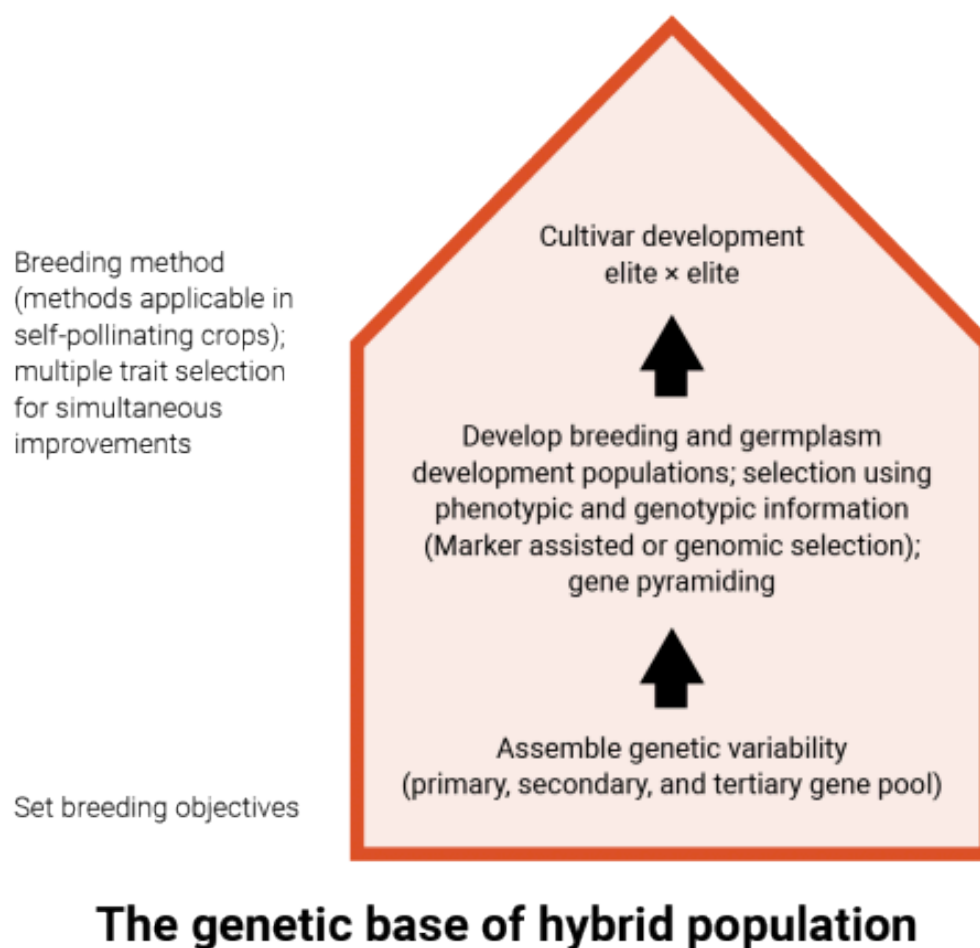 Breeding method
(methods applicable in
self-pollinating crops);
multiple trait selection
for simultaneous
improvements
Set breeding objectives
Cultivar development
elite × elite
Develop breeding and germplasm
development populations; selection using
phenotypic and genotypic information
(Marker assisted or genomic selection);
gene pyramiding
Assemble genetic variability
(primary, secondary, and tertiary gene pool)
The genetic base of hybrid population